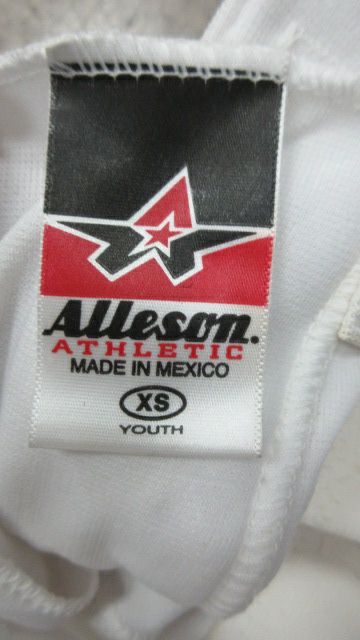 Alleson.
ATHLETIC
MADE IN MEXICO
XS
YOUTH